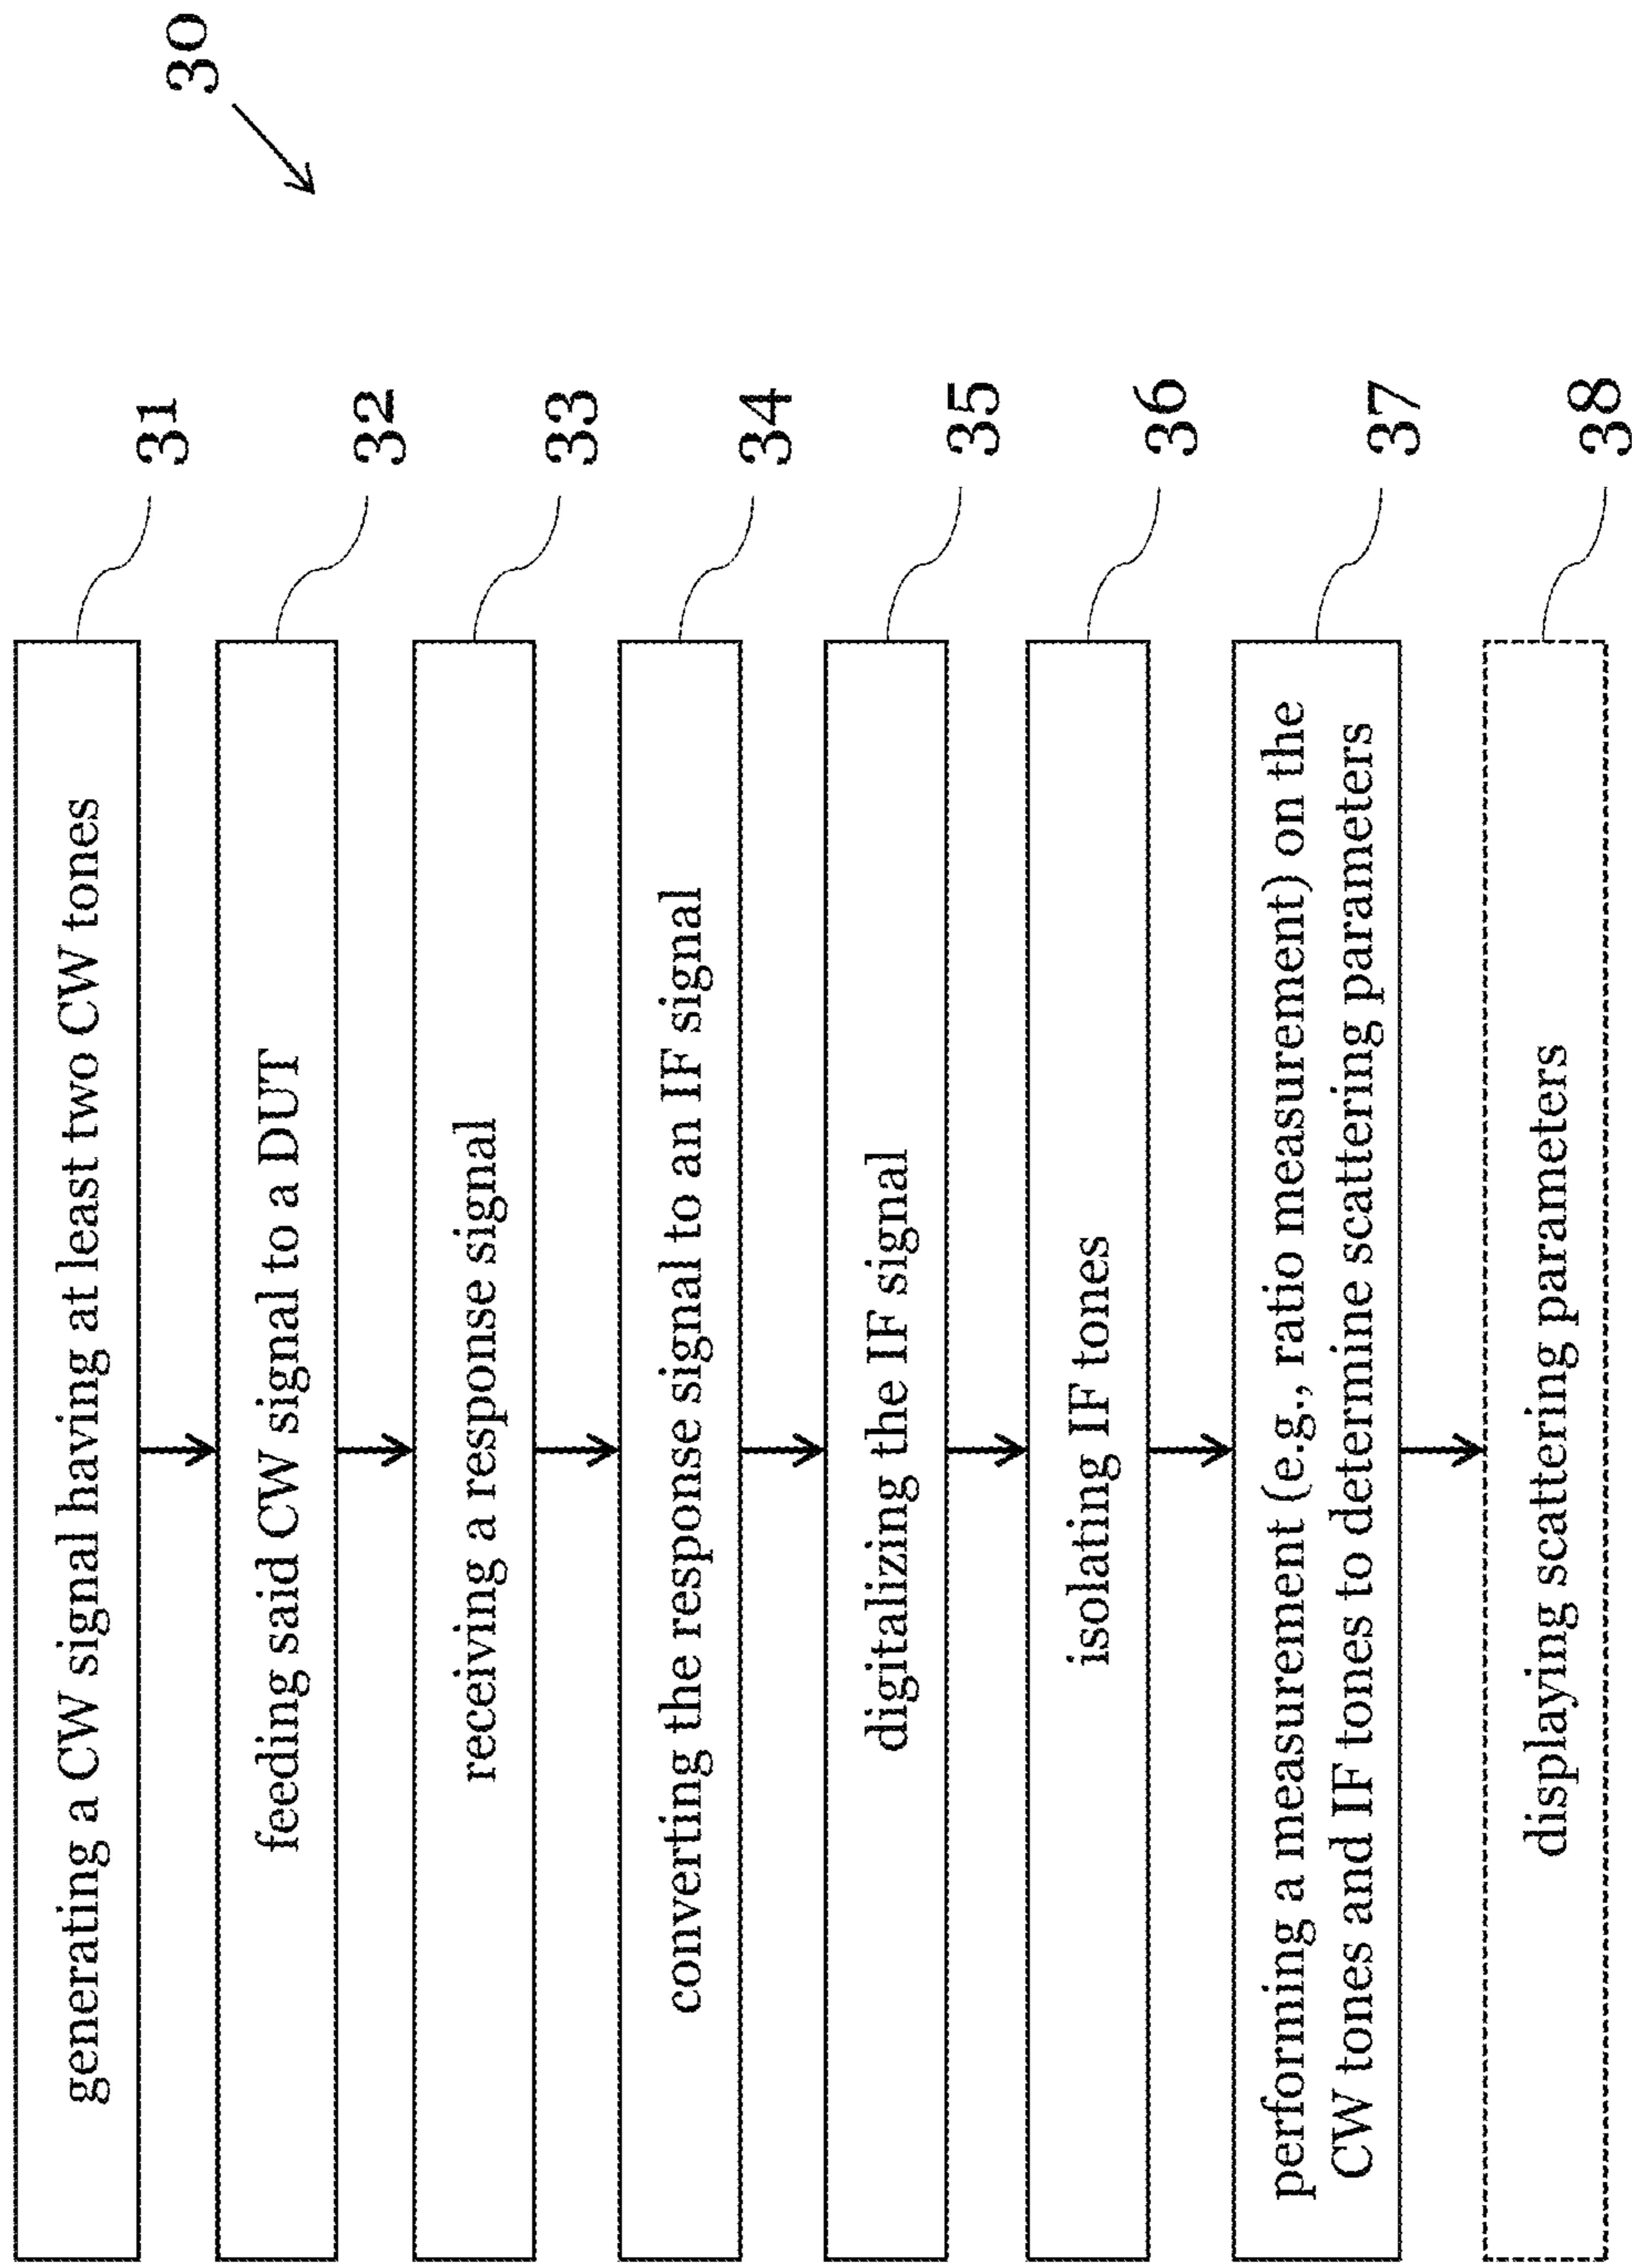 30
generating a CW signal having at least two CW tones
31
feeding said CW signal to a DUT
32
receiving a response signal
33
converting the response signal to an IF signal
34
digitalizing the IF signal
35
isolating IF tones
36
performing a measurement (e.g., ratio measurement) on the
CW tones and IF tones to determine scattering parameters
37
displaying scattering parameters
38